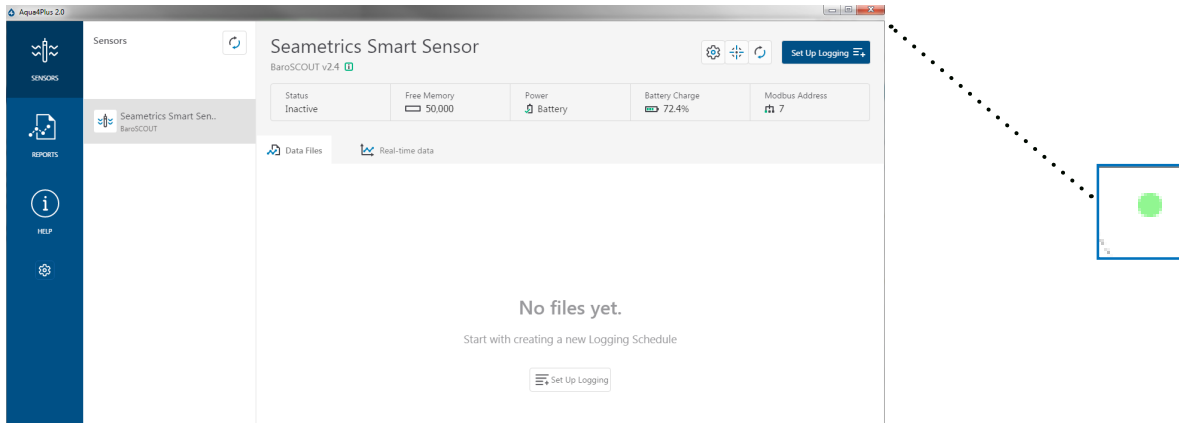 Aqua4Plus 2.0
SENSORS
REPORTS
HELP
Sensors
Seametrics Smart Sen..
BaroSCOUT
Seametrics Smart Sensor
BaroSCOUT v2.4
Set Up Logging
Status
Inactive
Free Memory
50,000
Power
Battery
Battery Charge
72.4%
Modbus Address
7
Data Files
Real-time data
No files yet.
Start with creating a new Logging Schedule
Set Up Logging